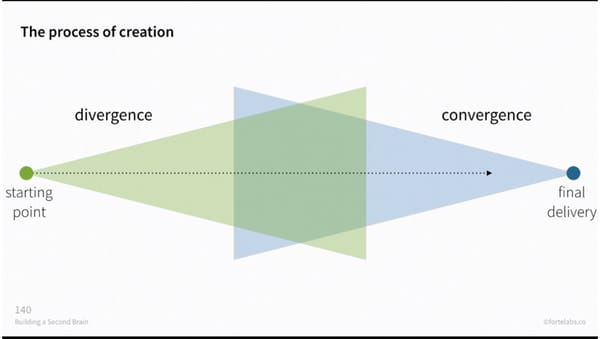 The process of creation
divergence
convergence
starting
point
final
delivery
140
Building a Second Brain
©fortelabs.co